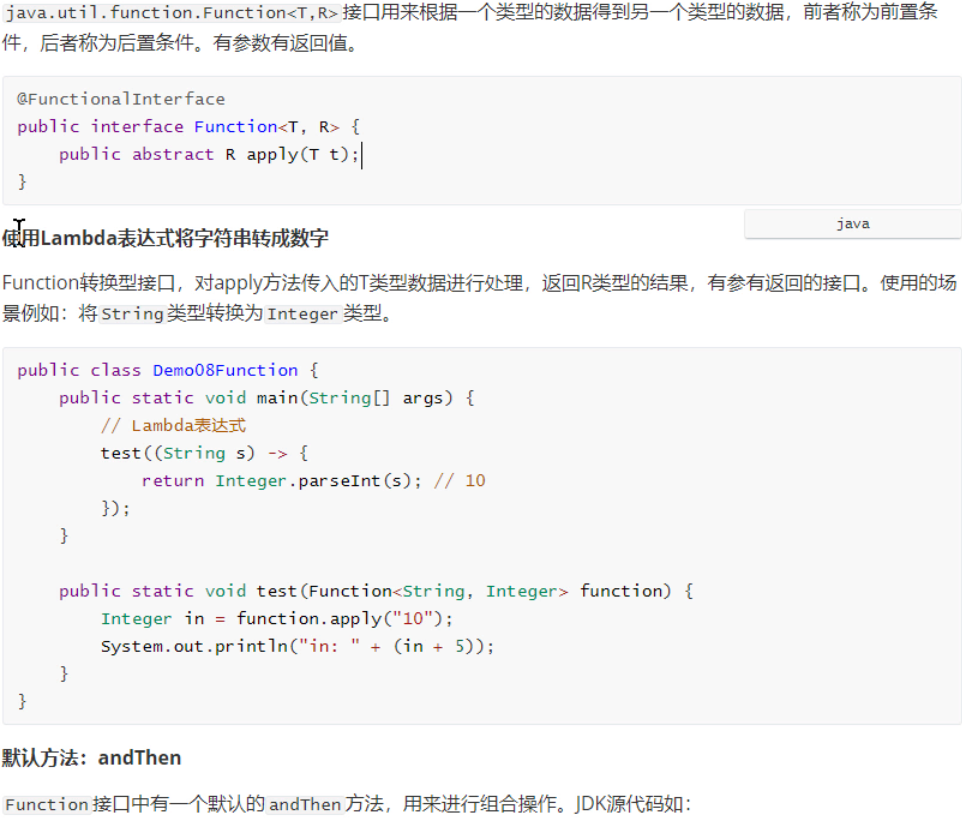 java.util.function.Function<T,R>接口用来根据一个类型的数据得到另一个类型的数据，前者称为前置条
件，后者称为后置条件。有参数有返回值。
@FunctionalInterface
public interface Function<T, R> {
    public abstract R apply(T t);
}
java
使用Lambda表达式将字符串转成数字
Function转换型接口，对apply方法传入的T类型数据进行处理，返回R类型的结果，有参有返回的接口。使用的场
景例如：将String类型转换为Integer类型。
public class Demo08Function {
    public static void main(String[] args) {
        // Lambda表达式
        test((String s) -> {
            return Integer.parseInt(s); // 10
        });
    }

    public static void test(Function<String, Integer> function) {
        Integer in = function.apply("10");
        System.out.println("in: " + (in + 5));
    }
}
默认方法：andThen
Function接口中有一个默认的andThen方法，用来进行组合操作。JDK源代码如：